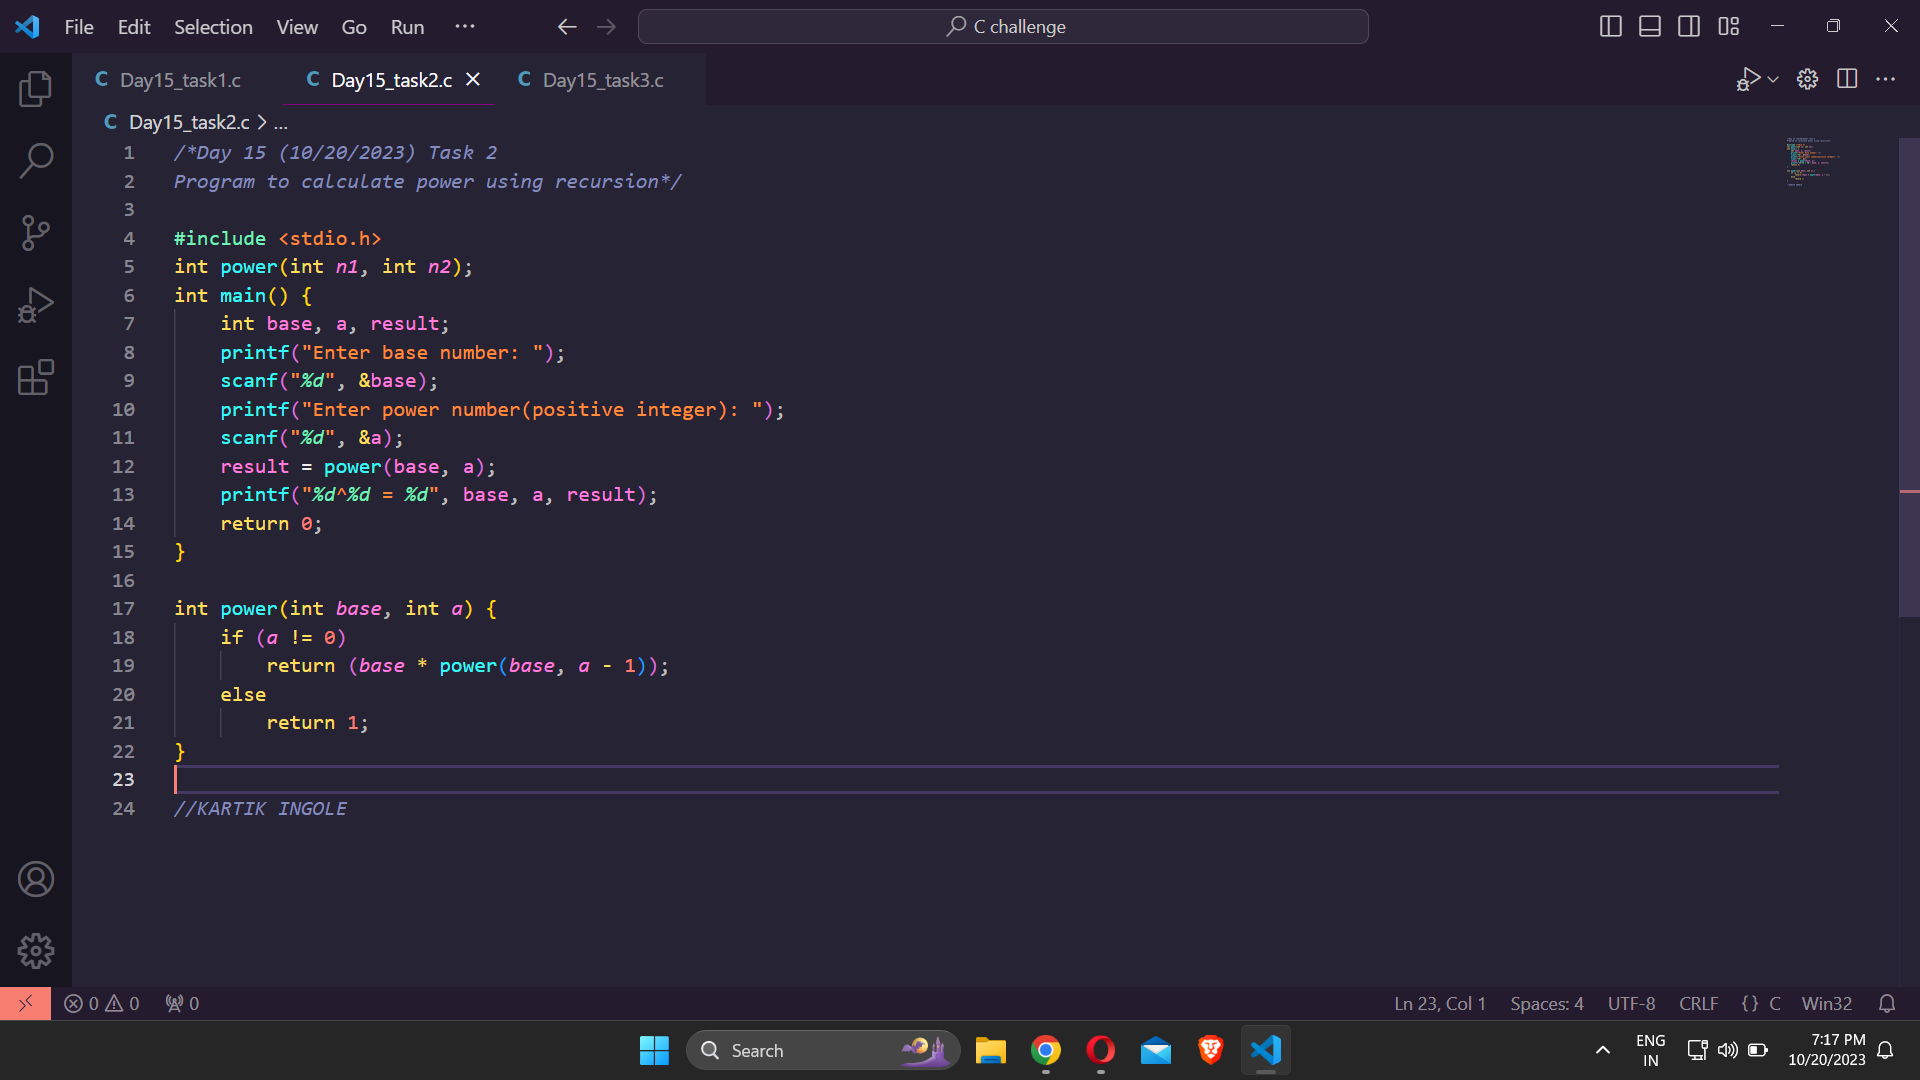 File Edit Selection View Go Run ··· C challenge
C Day15_task1.c C Day15_task2.c C Day15_task3.c
C Day15_task2.c > ...
1 /*Day 15 (10/20/2023) Task 2
2 Program to calculate power using recursion*/
3
4 #include <stdio.h>
5 int power(int n1, int n2);
6 int main() {
7     int base, a, result;
8     printf("Enter base number: ");
9     scanf("%d", &base);
10     printf("Enter power number(positive integer): ");
11     scanf("%d", &a);
12     result = power(base, a);
13     printf("%d^%d = %d", base, a, result);
14     return 0;
15 }
16
17 int power(int base, int a) {
18     if (a != 0)
19         return (base * power(base, a - 1));
20     else
21         return 1;
22 }
23
24 //KARTIK INGOLE
0 0 0 Ln 23, Col 1 Spaces: 4 UTF-8 CRLF {} C Win32
Search ENG 7:17 PM
IN 10/20/2023